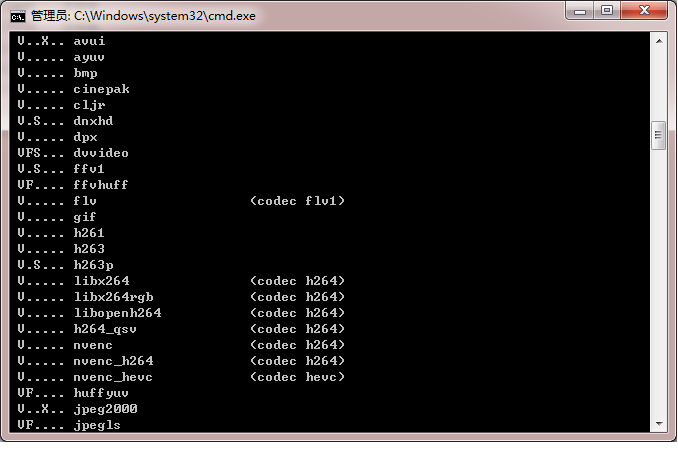 管理员: C:\Windows\system32\cmd.exe
V..X.. avui
V..... ayuv
V..... bmp
V..... cinepak
V..... cljr
V.S... dnxhd
V..... dpx
VFS... dvvideo
V.S... ffv1
VF.... ffvhuff
V..... flv (codec flv1)
V..... gif
V..... h261
V..... h263
V.S... h263p
V..... libx264 (codec h264)
V..... libx264rgb (codec h264)
V..... libopenh264 (codec h264)
V..... h264_qsv (codec h264)
V..... nvenc (codec h264)
V..... nvenc_h264 (codec h264)
V..... nvenc_hevc (codec hevc)
VF.... huffyuv
V..X.. jpeg2000
VF.... jpegls